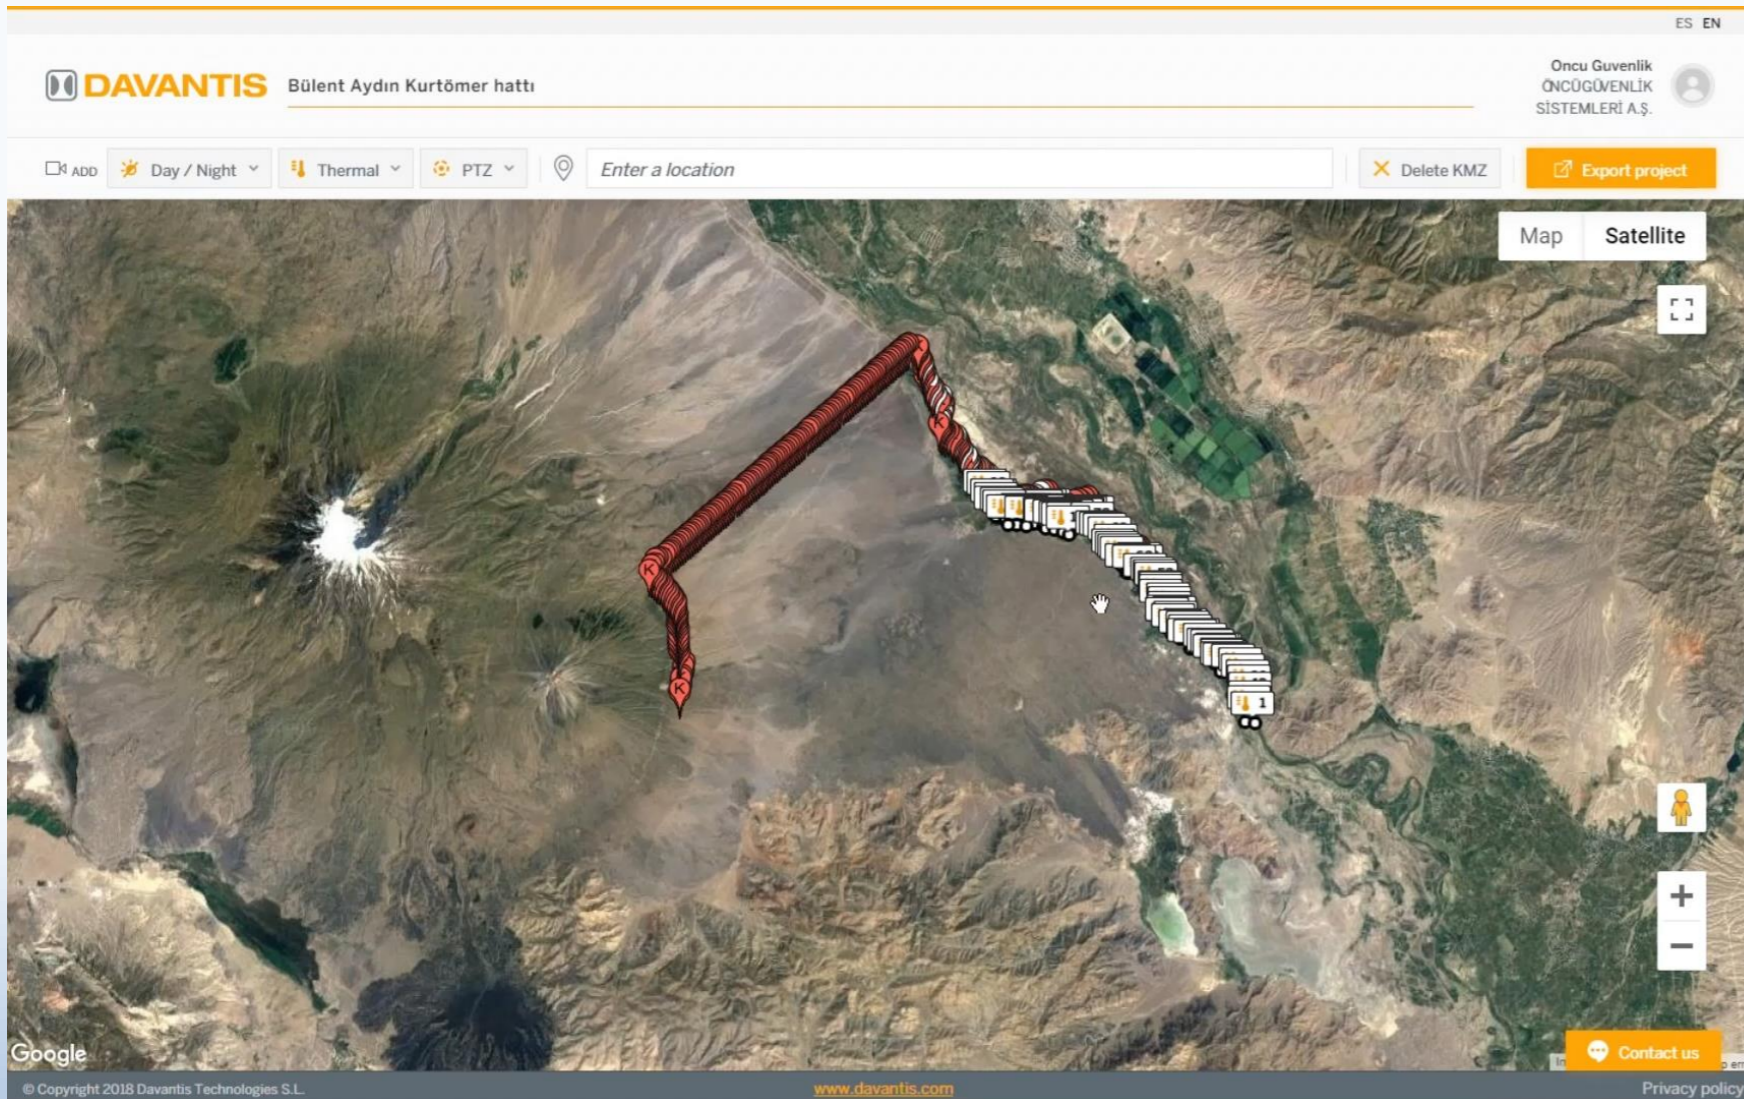 ES EN
DAVANTIS
Bülent Aydın Kurtömer hattı
Oncu Guvenlik
ÖNCÜGÜVENLİK
SİSTEMLERİ A.Ş.
ADD
Day / Night
Thermal
PTZ
Enter a location
Delete KMZ
Export project
Map
Satellite
K
K
K
1
Google
Contact us
© Copyright 2018 Davantis Technologies S.L.
www.davantis.com
Privacy policy